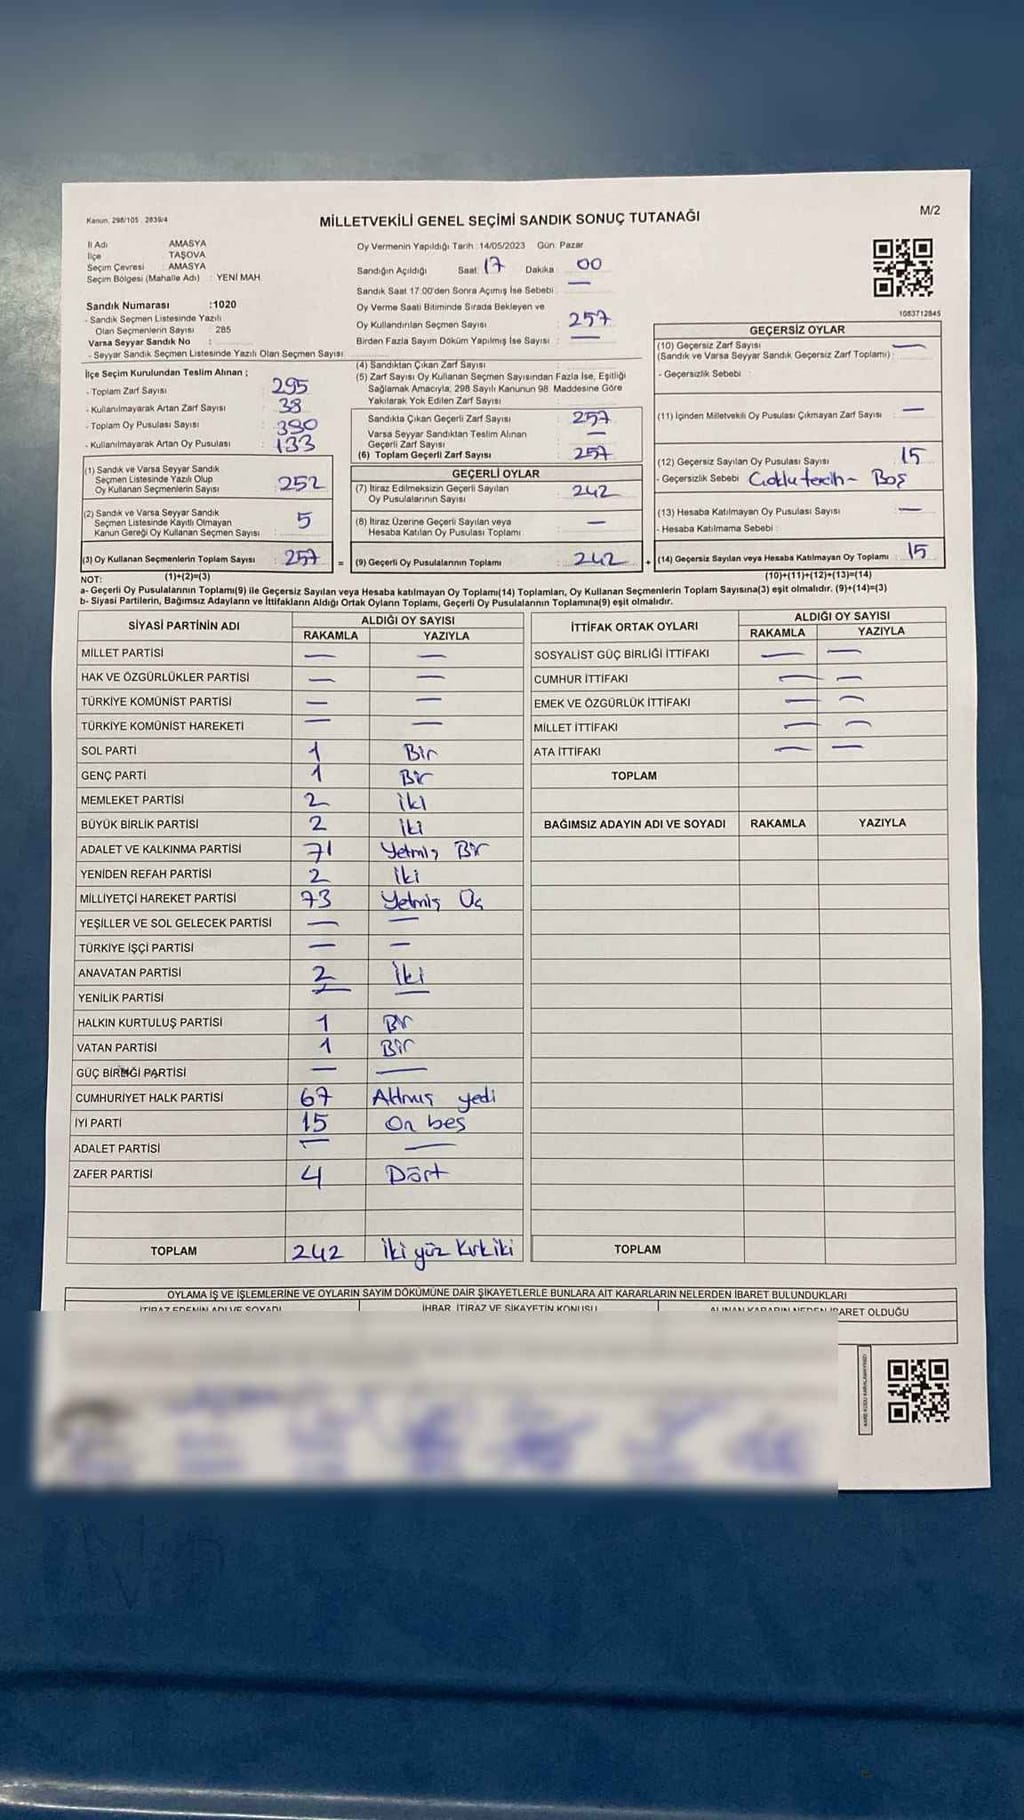 Kanun: 298/105 2839/4
MİLLETVEKİLİ GENEL SEÇİMİ SANDIK SONUÇ TUTANAĞI
M/2
İl Adı AMASYA
İlçe TAŞOVA
Seçim Çevresi : AMASYA
Seçim Bölgesi (Mahalle Adı) : YENİ MAH.
Sandık Numarası :1020
- Sandık Seçmen Listesinde Yazılı
Olan Seçmenlerin Sayısı : 285
Varsa Seyyar Sandık No :
- Seyyar Sandık Seçmen Listesinde Yazılı Olan Seçmen Sayısı
Oy Vermenin Yapıldığı Tarih : 14/05/2023 Gün: Pazar
Sandığın Açıldığı Saat 17 Dakika 00
Sandık Saat 17:00'den Sonra Açımış İse Sebebi —
Oy Verme Saati Bitiminde Sırada Bekleyen ve
Oy Kullandırılan Seçmen Sayısı 257
Birden Fazla Sayım Döküm Yapılmış İse Sayısı —
1083712845
İlçe Seçim Kurulundan Teslim Alınan ;
- Toplam Zarf Sayısı : 295
- Kullanılmayarak Artan Zarf Sayısı : 38
- Toplam Oy Pusulası : 390
- Kullanılmayarak Artan Oy Pusulası : 133
(1) Sandık ve Varsa Seyyar Sandık
Seçmen Listesinde Yazılı Olup
Oy Kullanan Seçmenlerin Sayısı : 252
(2) Sandık ve Varsa Seyyar Sandık
Seçmen Listesinde Kayıtlı Olmayan
Kanun Gereği Oy Kullanan Seçmen Sayısı : 5
(3) Oy Kullanan Seçmenlerin Toplam Sayısı : 257 =
(4) Sandıktan Çıkan Zarf Sayısı
(5) Zarf Sayısı Oy Kullanan Seçmen Sayısından Fazla İse, Eşitliği
Sağlamak Amacıyla, 298 Sayılı Kanunun 98. Maddesine Göre
Yakılarak Yok Edilen Zarf Sayısı
Sandıkta Çıkan Geçerli Zarf Sayısı 257
Varsa Seyyar Sandıktan Teslim Alınan
Geçerli Zarf Sayısı —
(6) Toplam Geçerli Zarf Sayısı 257
GEÇERLİ OYLAR
(7) İtiraz Edilmeksizin Geçerli Sayılan
Oy Pusulalarının Sayısı : 242
(8) İtiraz Üzerine Geçerli Sayılan veya
Hesaba Katılan Oy Pusulası Toplamı —
(9) Geçerli Oy Pusulalarının Toplamı : 242 +
GEÇERSİZ OYLAR
(10) Geçersiz Zarf Sayısı —
(Sandık ve Varsa Seyyar Sandık Geçersiz Zarf Toplamı) :
- Geçersizlik Sebebi :
(11) İçinden Milletvekili Oy Pusulası Çıkmayan Zarf Sayısı —
(12) Geçersiz Sayılan Oy Pusulası Sayısı 15
- Geçersizlik Sebebi Çoklu tercih - Boş
(13) Hesaba Katılmayan Oy Pusulası Sayısı —
- Hesaba Katılmama Sebebi :
(14) Geçersiz Sayılan veya Hesaba Katılmayan Oy Toplamı 15
NOT: (1)+(2)=(3) (10)+(11)+(12)+(13)=(14)
a- Geçerli Oy Pusulasının Toplamı(9) ile Geçersiz Sayılan veya Hesaba katılmayan Oy Toplamı(14) Toplamları, Oy Kullanan Seçmenlerin Toplam Sayısına(3) eşit olmalıdır. (9)+(14)=(3)
b- Siyasi Partilerin, Bağımsız Adayların ve İttifakların Aldığı Ortak Oyların Toplamı, Geçerli Oy Pusulasının Toplamına(9) eşit olmalıdır.
SİYASİ PARTİNİN ADI ALDIĞI OY SAYISI
RAKAMLA YAZIYLA
MİLLET PARTİSİ — —
HAK VE ÖZGÜRLÜKLER PARTİSİ — —
TÜRKİYE KOMÜNİST PARTİSİ — —
TÜRKİYE KOMÜNİST HAREKETİ — —
SOL PARTİ 1 Bir
GENÇ PARTİ 1 Bir
MEMLEKET PARTİSİ 2 İki
BÜYÜK BİRLİK PARTİSİ 2 İki
ADALET VE KALKINMA PARTİSİ 71 Yetmiş Bir
YENİDEN REFAH PARTİSİ 2 İki
MİLLİYETÇİ HAREKET PARTİSİ 73 Yetmiş Üç
YEŞİLLER VE SOL GELECEK PARTİSİ — —
TÜRKİYE İŞÇİ PARTİSİ — —
ANAVATAN PARTİSİ 2 İki
YENİLİK PARTİSİ — —
HALKIN KURTULUŞ PARTİSİ 1 Bir
VATAN PARTİSİ 1 Bir
GÜÇ BİRLİĞİ PARTİSİ — —
CUMHURİYET HALK PARTİSİ 67 Altmış yedi
İYİ PARTİ 15 On beş
ADALET PARTİSİ — —
ZAFER PARTİSİ 4 Dört
TOPLAM 242 İki yüz Kırk iki
İTTİFAK ORTAK OYLARI ALDIĞI OY SAYISI
RAKAMLA YAZIYLA
SOSYALİST GÜÇ BİRLİĞİ İTTİFAKI — —
CUMHUR İTTİFAKI — —
EMEK VE ÖZGÜRLÜK İTTİFAKI — —
MİLLET İTTİFAKI — —
ATA İTTİFAKI — —
TOPLAM
BAĞIMSIZ ADAYIN ADI VE SOYADI RAKAMLA YAZIYLA
TOPLAM
OYLAMA İŞ VE İŞLEMLERİNE VE OYLARIN SAYIM DÖKÜMÜNE DAİR ŞİKAYETLERLE BUNLARA AİT KARARLARIN NELERDEN İBARET BULUNDUKLARI
İTİRAZ EDENİN ADI VE SOYADI İHBAR, İTİRAZ VE ŞİKAYETİN KONUSU ALINAN KARARIN NEDEN İBARET OLDUĞU